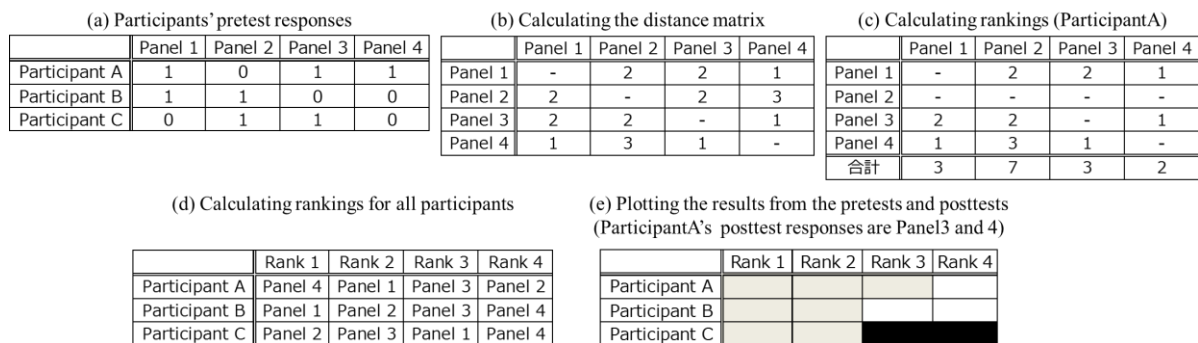 (a) Participants' pretest responses
Panel 1 Panel 2 Panel 3 Panel 4
Participant A 1 0 1 1
Participant B 1 1 0 0
Participant C 0 1 1 0
(b) Calculating the distance matrix
Panel 1 Panel 2 Panel 3 Panel 4
Panel 1 - 2 2 1
Panel 2 2 - 2 3
Panel 3 2 2 - 1
Panel 4 1 3 1 -
(c) Calculating rankings (ParticipantA)
Panel 1 Panel 2 Panel 3 Panel 4
Panel 1 - 2 2 1
Panel 2 - - - -
Panel 3 2 2 - 1
Panel 4 1 3 1 -
合計 3 7 3 2
(d) Calculating rankings for all participants
Rank 1 Rank 2 Rank 3 Rank 4
Participant A Panel 4 Panel 1 Panel 3 Panel 2
Participant B Panel 1 Panel 2 Panel 3 Panel 4
Participant C Panel 2 Panel 3 Panel 1 Panel 4
(e) Plotting the results from the pretests and posttests
(ParticipantA's posttest responses are Panel3 and 4)
Rank 1 Rank 2 Rank 3 Rank 4
Participant A
Participant B
Participant C